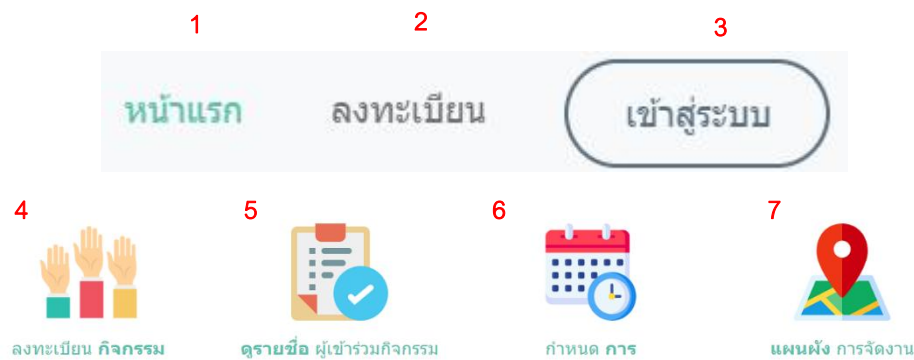 1 2 3
หน้าแรก ลงทะเบียน เข้าสู่ระบบ
4 5 6 7
ลงทะเบียน กิจกรรม ดูรายชื่อ ผู้เข้าร่วมกิจกรรม กำหนด การ แผนผัง การจัดงาน